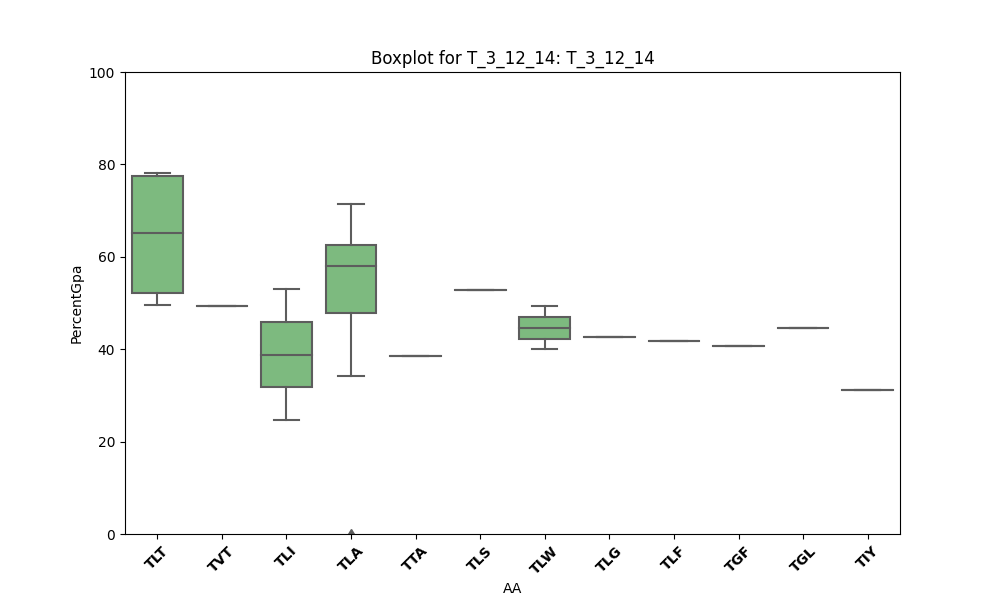 Boxplot for T_3_12_14: T_3_12_14
100
80
60
40
20
0
PercentGpa
TLT TVT TLI TLA TTA TLS TLW TLG TLF TGF TGL TIY
AA